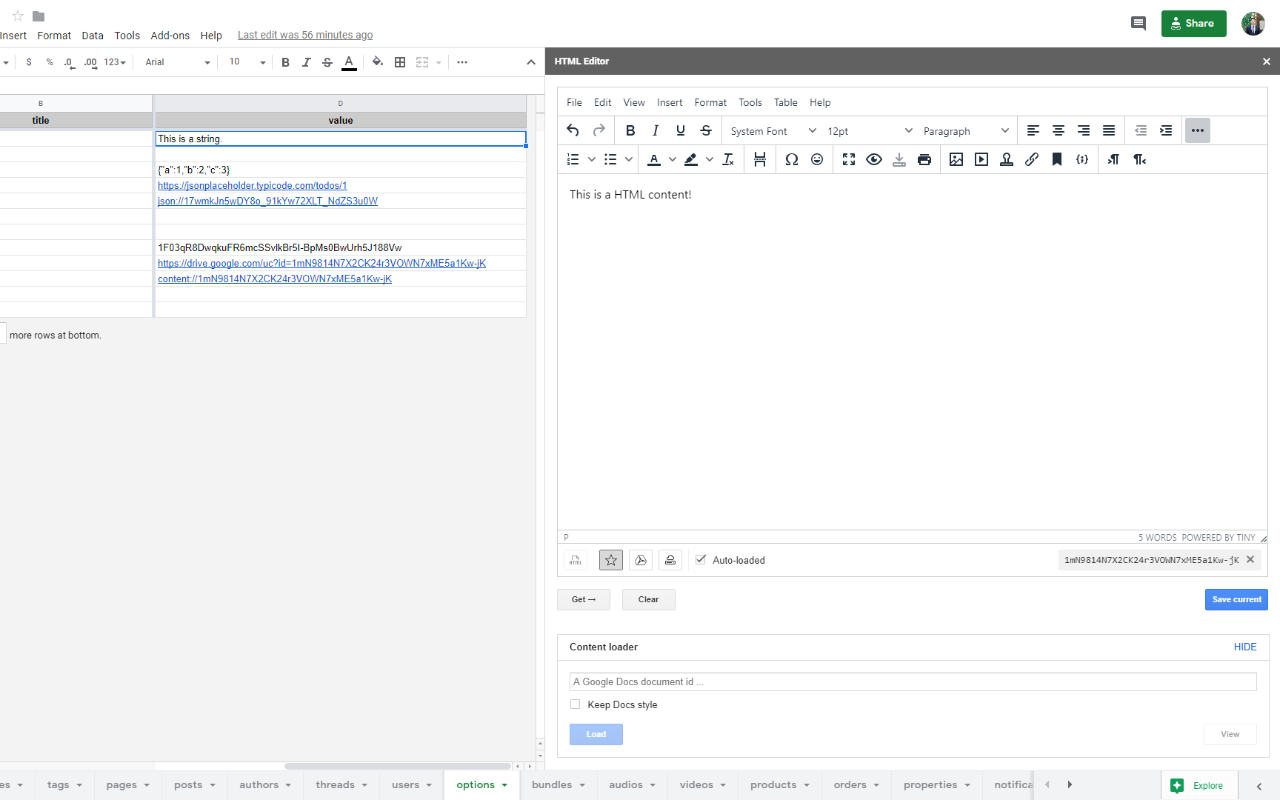 Insert Format Data Tools Add-ons Help Last edit was 56 minutes ago
Share
$ % .0 .00 123 Arial 10 B I S A
HTML Editor
File Edit View Insert Format Tools Table Help
B I U S System Font 12pt Paragraph
B D
title value
This is a string.
{"a":1,"b":2,"c":3}
https://jsonplaceholder.typicode.com/todos/1
json://17wmkJn5wDY8o_91kYw72XLT_NdZS3u0W
1F03qR8DwqkuFR6mcSSvlkBr5I-BpMs0BwUrh5J188Vw
https://drive.google.com/uc?id=1mN9814N7X2CK24r3VOWN7xME5a1Kw-jK
content://1mN9814N7X2CK24r3VOWN7xME5a1Kw-jK
more rows at bottom.
This is a HTML content!
P 5 WORDS POWERED BY TINY
HTML Auto-loaded 1mN9814N7X2CK24r3VOWN7xME5a1Kw-jK
Get → Clear Save current
Content loader HIDE
A Google Docs document id ...
Keep Docs style
Load View
es tags pages posts authors threads users options bundles audios videos products orders properties notifica Explore